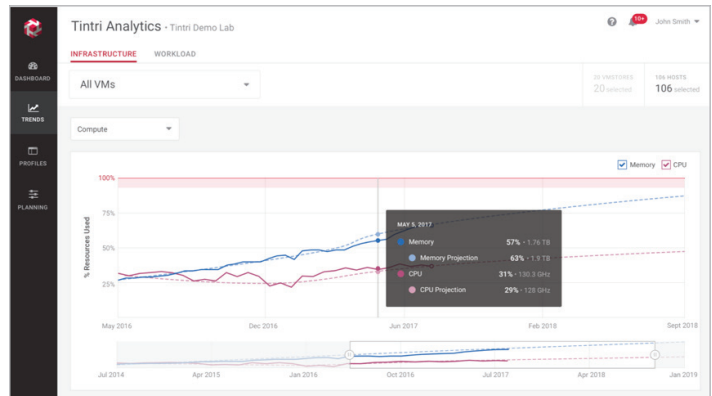 Tintri Analytics • Tintri Demo Lab
10+
John Smith
INFRASTRUCTURE WORKLOAD
DASHBOARD
TRENDS
PROFILES
PLANNING
All VMs
20 VMSTORES
20 selected
106 HOSTS
106 selected
Compute
Memory CPU
100%
75%
50%
25%
% Resources Used
MAY 5, 2017
Memory 57% • 1.76 TB
Memory Projection 63% • 1.9 TB
CPU 31% • 130.3 GHz
CPU Projection 29% • 128 GHz
May 2016 Dec 2016 Jun 2017 Feb 2018 Sept 2018
Jul 2014 Apr 2015 Jan 2016 Oct 2016 Jul 2017 Apr 2018 Jan 2019